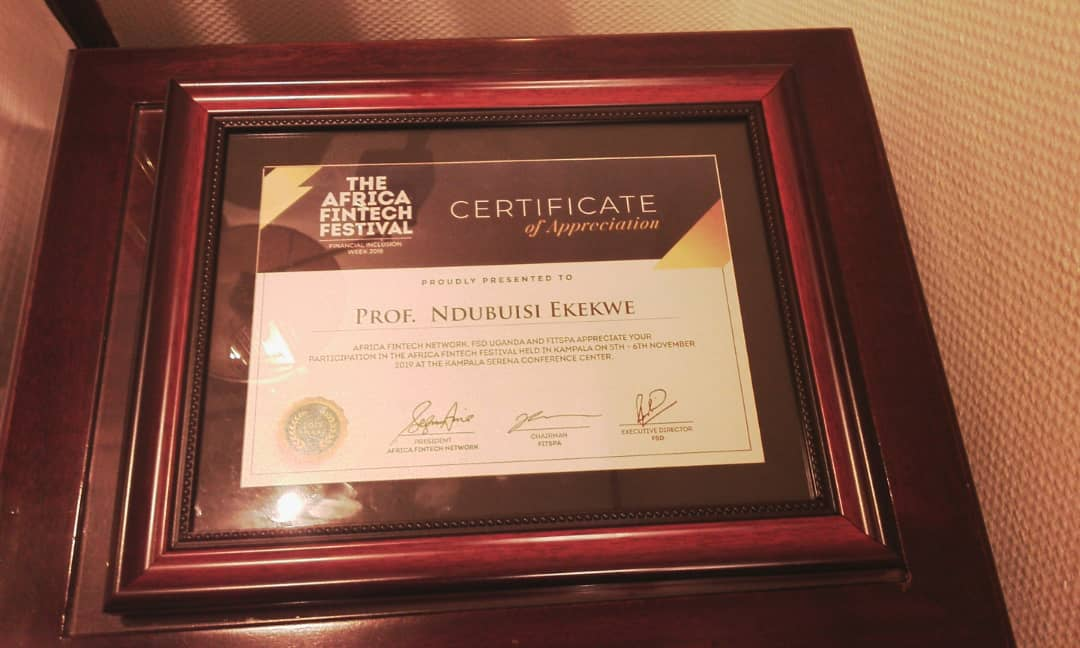 THE
AFRICA
FINTECH
FESTIVAL
FINANCIAL INCLUSION
WEEK 2019
CERTIFICATE
of Appreciation
PROUDLY PRESENTED TO
PROF. NDUBUISI EKEKWE
AFRICA FINTECH NETWORK, FSD UGANDA AND FITSPA APPRECIATE YOUR
PARTICIPATION IN THE AFRICA FINTECH FESTIVAL HELD IN KAMPALA ON 5TH - 6TH NOVEMBER
2019 AT THE KAMPALA SERENA CONFERENCE CENTER.
PRESIDENT
AFRICA FINTECH NETWORK
CHAIRMAN
FITSPA
EXECUTIVE DIRECTOR
FSD